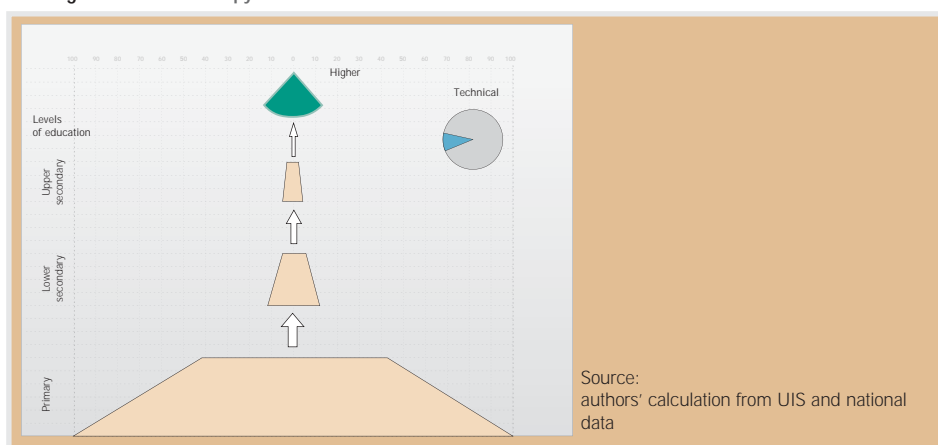 100 90 80 70 60 50 40 30 20 10 0 10 20 30 40 50 60 70 80 90 100
Higher
Technical
Levels
of education
Upper
secondary
Lower
secondary
Primary
Source:
authors' calculation from UIS and national
data